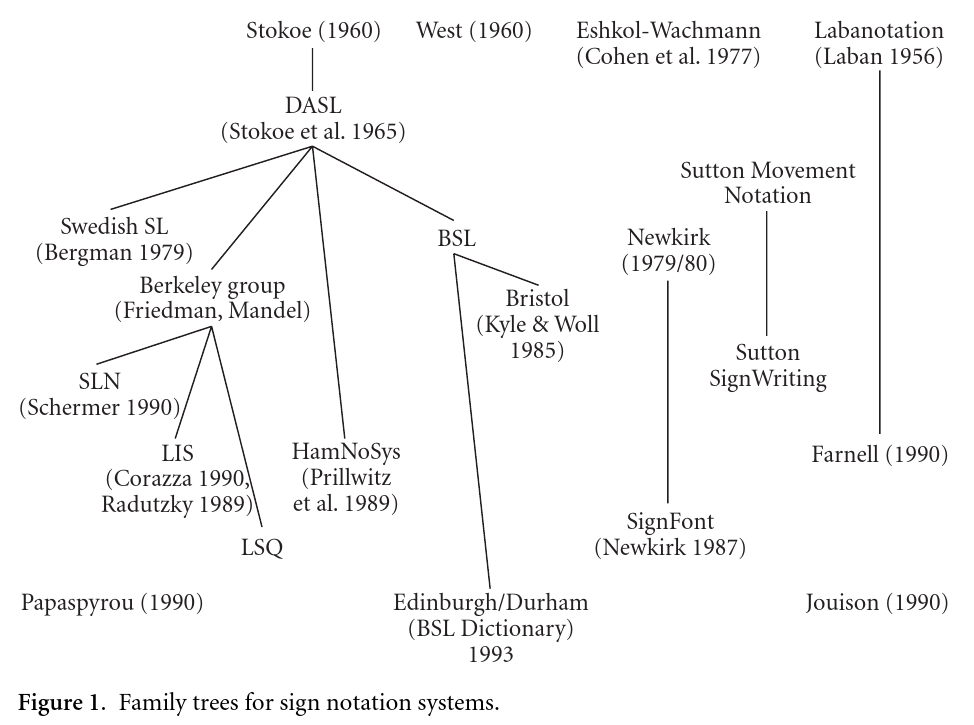 Stokoe (1960)
West (1960)
Eshkol-Wachmann
(Cohen et al. 1977)
Labanotation
(Laban 1956)
DASL
(Stokoe et al. 1965)
Sutton Movement
Notation
Swedish SL
(Bergman 1979)
BSL
Newkirk
(1979/80)
Berkeley group
(Friedman, Mandel)
Bristol
(Kyle & Woll
1985)
Sutton
SignWriting
SLN
(Schermer 1990)
LIS
(Corazza 1990,
Radutzky 1989)
HamNoSys
(Prillwitz
et al. 1989)
Farnell (1990)
SignFont
(Newkirk 1987)
LSQ
Papaspyrou (1990)
Edinburgh/Durham
(BSL Dictionary)
1993
Jouison (1990)
Figure 1. Family trees for sign notation systems.